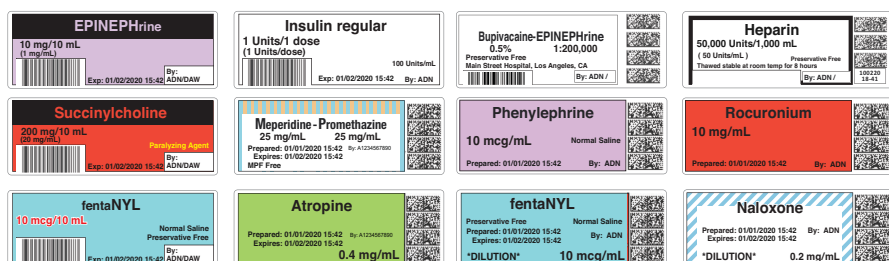 EPINEPHrine
10 mg/10 mL
(1 mg/mL)
By:
ADN/DAW
Exp: 01/02/2020 15:42
Insulin regular
1 Units/1 dose
(1 Units/dose)
100 Units/mL
Exp: 01/02/2020 15:42 By: ADN
Bupivacaine-EPINEPHrine
0.5% 1:200,000
Preservative Free
Main Street Hospital, Los Angeles, CA
By: ADN /
Heparin
50,000 Units/1,000 mL
( 50 Units/mL ) Preservative Free
Thawed stable at room temp for 8 hours
By: ADN /
100220
18-41
Succinylcholine
200 mg/10 mL
(20 mg/mL)
Paralyzing Agent
By:
ADN/DAW
Exp: 01/02/2020 15:42
Meperidine - Promethazine
25 mg/mL 25 mg/mL
Prepared: 01/01/2020 15:42 By: A1234567890
Expires: 01/02/2020 15:42
MPF Free
Phenylephrine
10 mcg/mL Normal Saline
Prepared: 01/01/2020 15:42 By: ADN
Rocuronium
10 mg/mL
Prepared: 01/01/2020 15:42 By: ADN
fentaNYL
10 mcg/10 mL
Normal Saline
Preservative Free
By:
ADN/DAW
Exp: 01/02/2020 15:42
Atropine
Prepared: 01/01/2020 15:42 By: A1234567890
Expires: 01/02/2020 15:42
0.4 mg/mL
fentaNYL
Preservative Free Normal Saline
Prepared: 01/01/2020 15:42
Expires: 01/02/2020 15:42 By: ADN
*DILUTION* 10 mcg/mL
Naloxone
Prepared: 01/01/2020 15:42 By: ADN
Expires: 01/02/2020 15:42
*DILUTION* 0.2 mg/mL